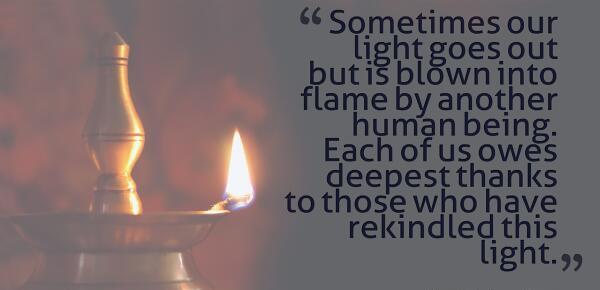 “ Sometimes our
light goes out
but is blown into
flame by another
human being.
Each of us owes
deepest thanks
to those who have
rekindled this
light. ”